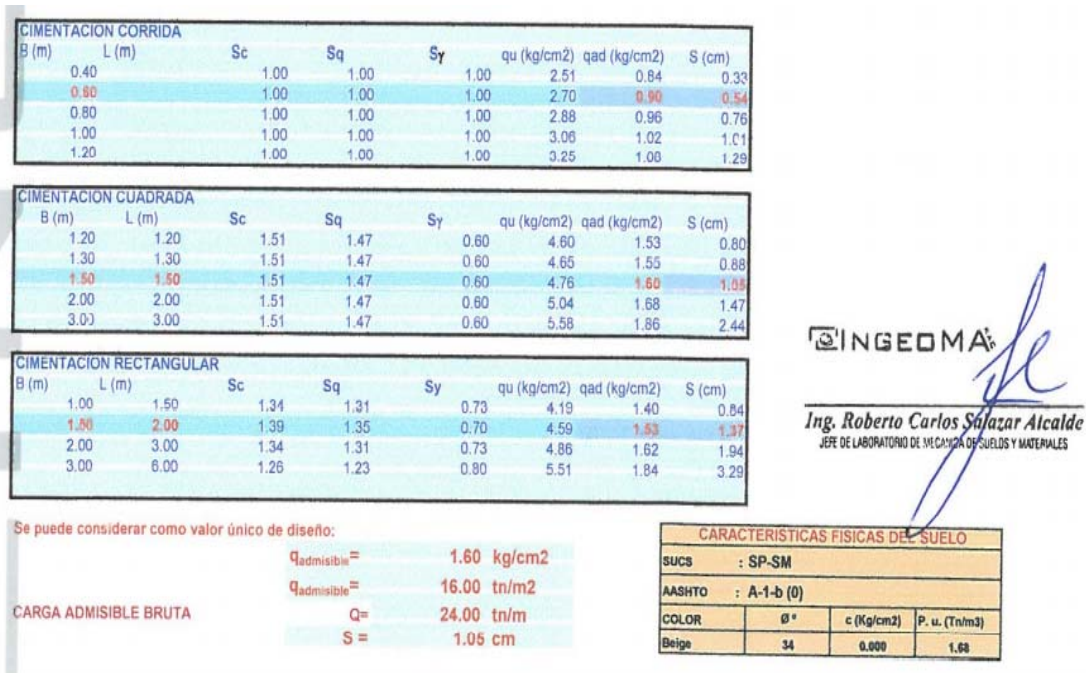 CIMENTACION CORRIDA
B (m) L (m) Sc Sq Sγ qu (kg/cm2) qad (kg/cm2) S (cm)
0.40 1.00 1.00 1.00 2.51 0.84 0.33
0.60 1.00 1.00 1.00 2.70 0.90 0.54
0.80 1.00 1.00 1.00 2.88 0.96 0.76
1.00 1.00 1.00 1.00 3.06 1.02 1.01
1.20 1.00 1.00 1.00 3.25 1.08 1.29
CIMENTACION CUADRADA
B (m) L (m) Sc Sq Sγ qu (kg/cm2) qad (kg/cm2) S (cm)
1.20 1.20 1.51 1.47 0.60 4.60 1.53 0.80
1.30 1.30 1.51 1.47 0.60 4.65 1.55 0.88
1.50 1.50 1.51 1.47 0.60 4.76 1.60 1.05
2.00 2.00 1.51 1.47 0.60 5.04 1.68 1.47
3.00 3.00 1.51 1.47 0.60 5.58 1.86 2.44
CIMENTACION RECTANGULAR
B (m) L (m) Sc Sq Sγ qu (kg/cm2) qad (kg/cm2) S (cm)
1.00 1.50 1.34 1.31 0.73 4.19 1.40 0.84
2.00 1.39 1.35 0.70 4.59 1.53 1.37
2.00 3.00 1.34 1.31 0.73 4.86 1.62 1.94
3.00 6.00 1.26 1.23 0.80 5.51 1.84 3.29
INGEOMA
Ing. Roberto Carlos Salazar Alcalde
JEFE DE LABORATORIO DE MECANICA DE SUELOS Y MATERIALES
Se puede considerar como valor único de diseño:
qadmisible= 1.60 kg/cm2
qadmisible= 16.00 tn/m2
CARGA ADMISIBLE BRUTA Q= 24.00 tn/m
S = 1.05 cm
CARACTERISTICAS FISICAS DEL SUELO
SUCS : SP-SM
AASHTO : A-1-b (0)
COLOR Ø° c (Kg/cm2) P. u. (Tn/m3)
Beige 34 0.000 1.68